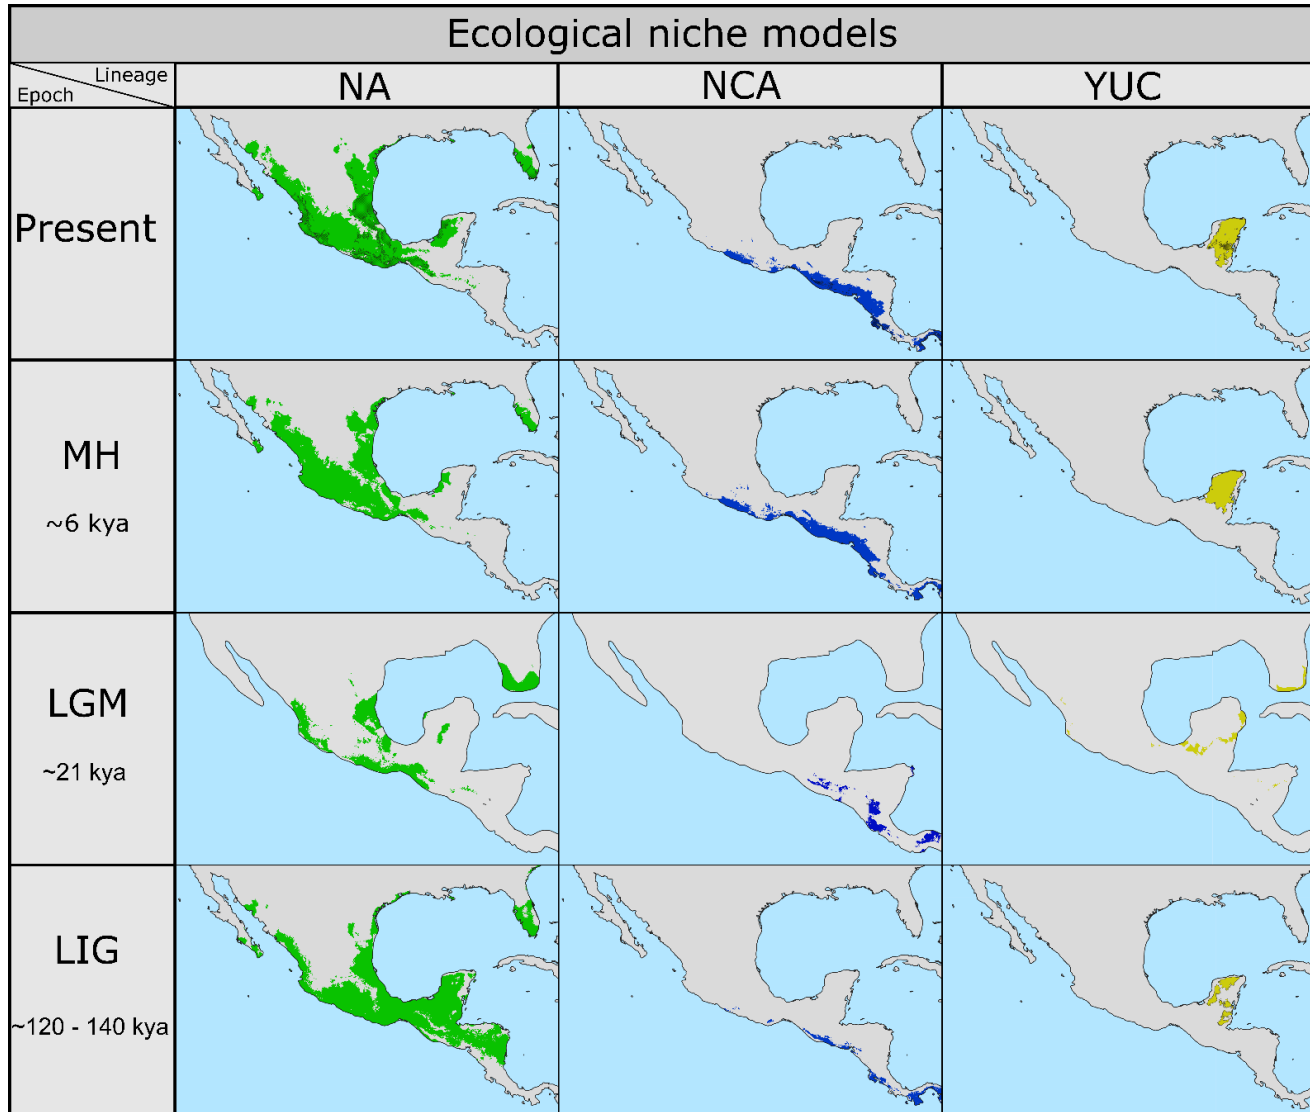 Ecological niche models
Lineage
Epoch
NA
NCA
YUC
Present
MH
~6 kya
LGM
~21 kya
LIG
~120 - 140 kya